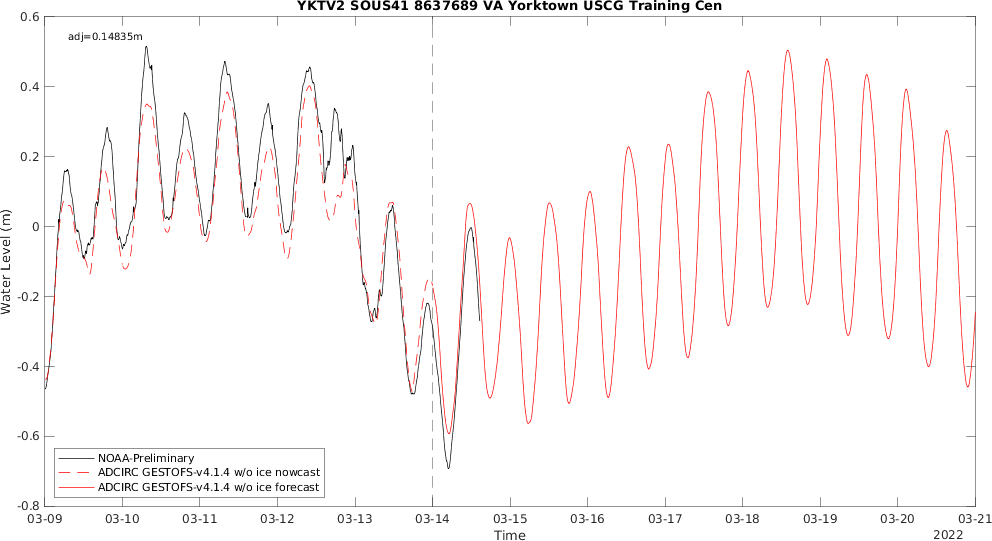 YKTV2 SOUS41 8637689 VA Yorktown USCG Training Cen
adj=0.14835m
0.6
0.4
0.2
0
-0.2
-0.4
-0.6
-0.8
Water Level (m)
NOAA-Preliminary
ADCIRC GESTOFS-v4.1.4 w/o ice nowcast
ADCIRC GESTOFS-v4.1.4 w/o ice forecast
03-09 03-10 03-11 03-12 03-13 03-14 03-15 03-16 03-17 03-18 03-19 03-20 03-21
Time
2022